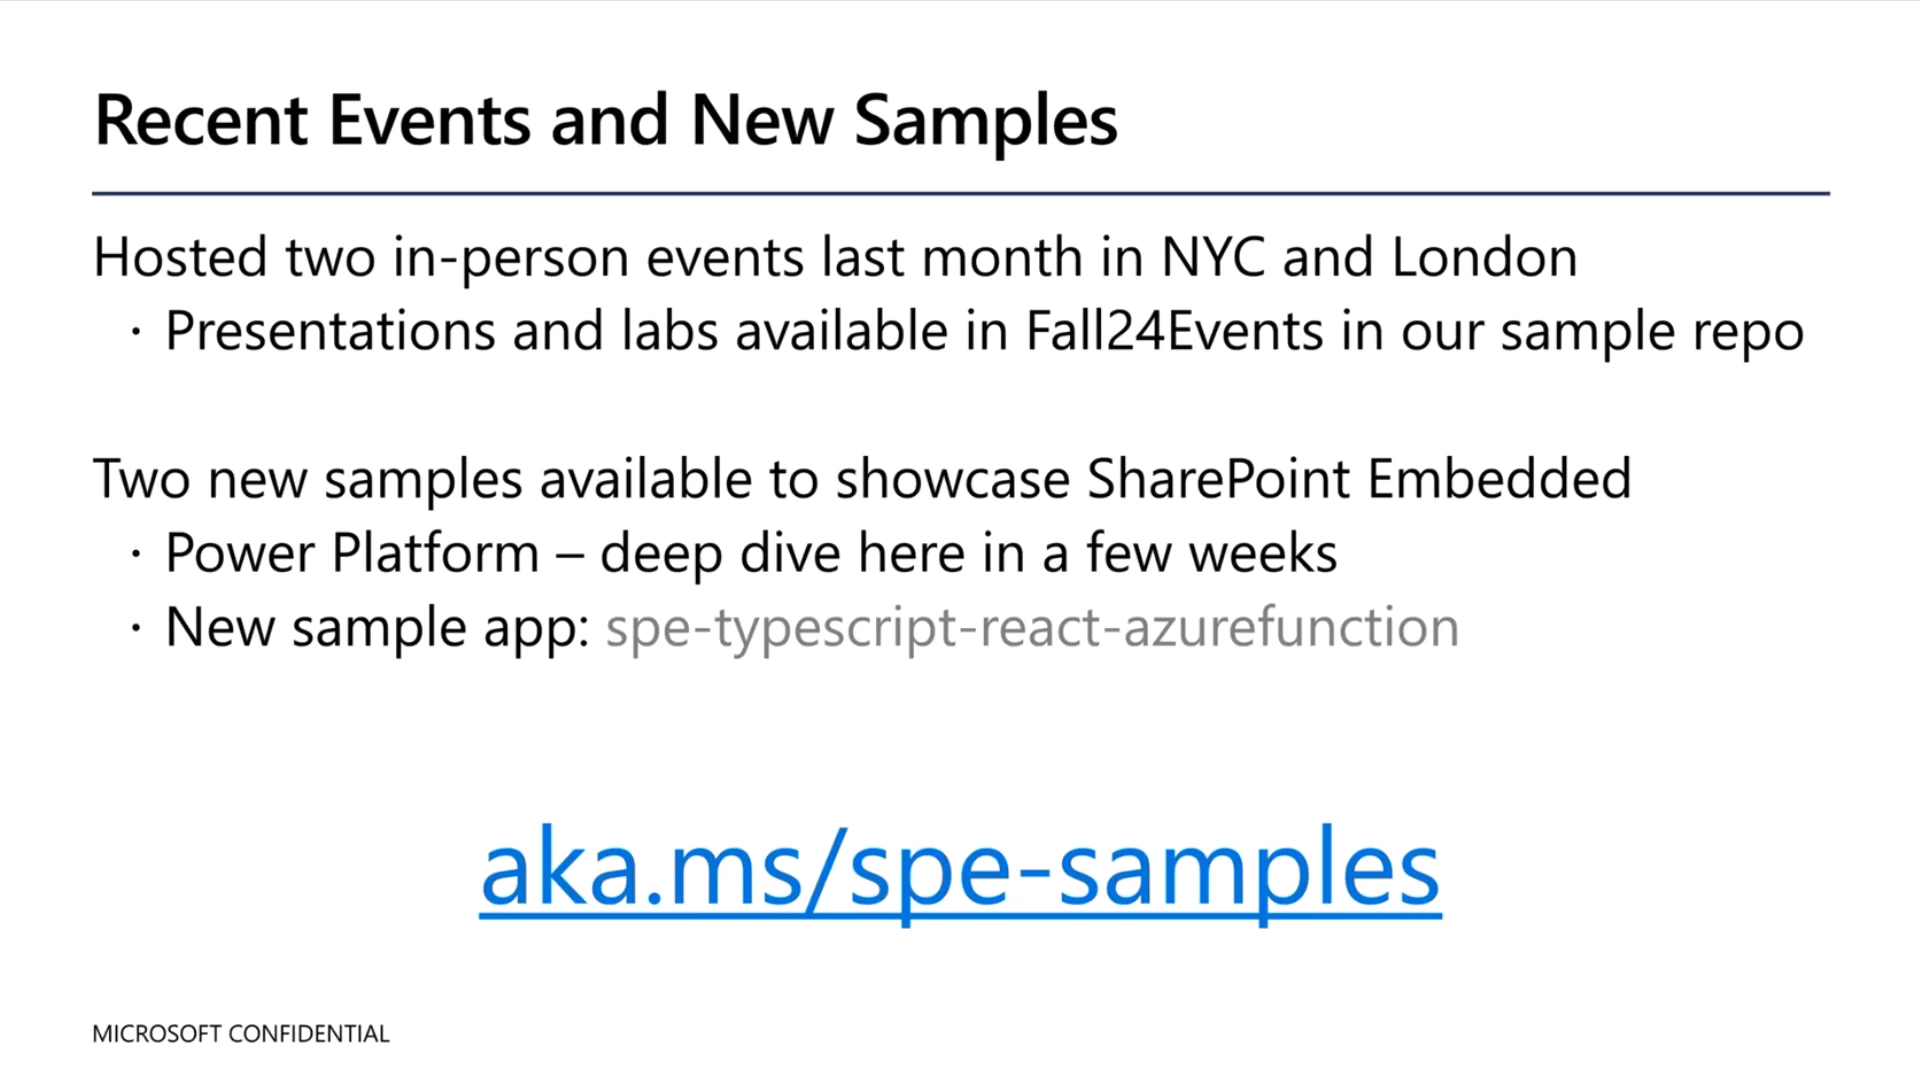 Recent Events and New Samples
Hosted two in-person events last month in NYC and London
· Presentations and labs available in Fall24Events in our sample repo
Two new samples available to showcase SharePoint Embedded
· Power Platform – deep dive here in a few weeks
· New sample app: spe-typescript-react-azurefunction
aka.ms/spe-samples
MICROSOFT CONFIDENTIAL